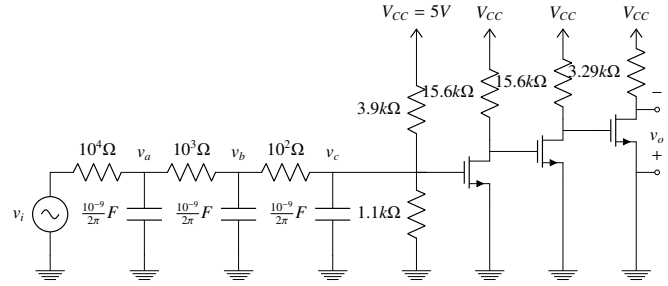 V_{CC} = 5V V_{CC} V_{CC} V_{CC}
3.9kΩ 15.6kΩ 15.6kΩ 3.29kΩ
10^4Ω v_a 10^3Ω v_b 10^2Ω v_c
− v_o +
v_i \frac{10^{-9}}{2π}F \frac{10^{-9}}{2π}F \frac{10^{-9}}{2π}F 1.1kΩ